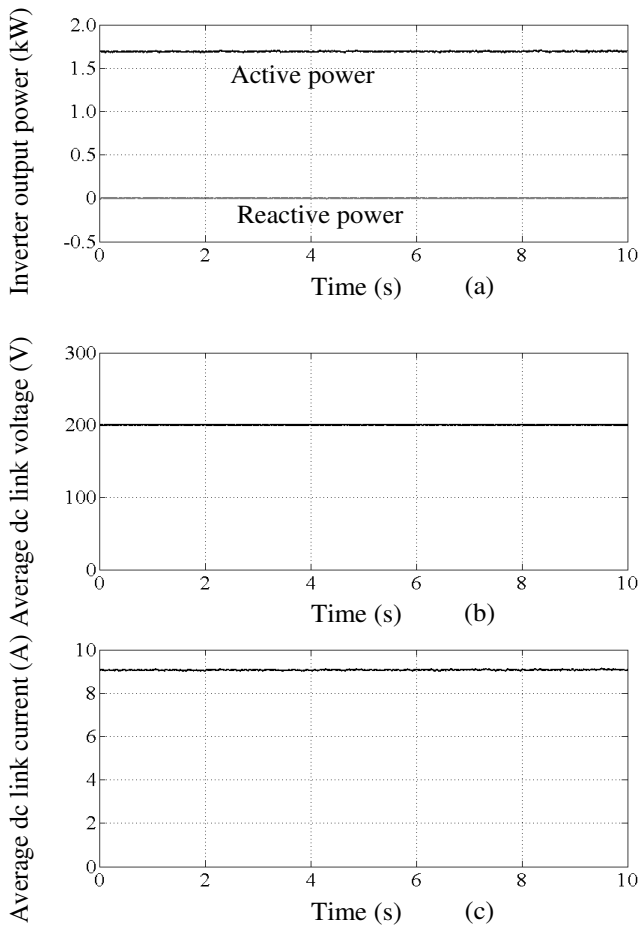 Inverter output power (kW)
2.0
1.5
1.0
0.5
0
-0.5
Active power
Reactive power
0 2 4 6 8 10
Time (s) (a)
Average dc link voltage (V)
300
200
100
0
0 2 4 6 8 10
Time (s) (b)
Average dc link current (A)
10
8
6
4
2
0
0 2 4 6 8 10
Time (s) (c)